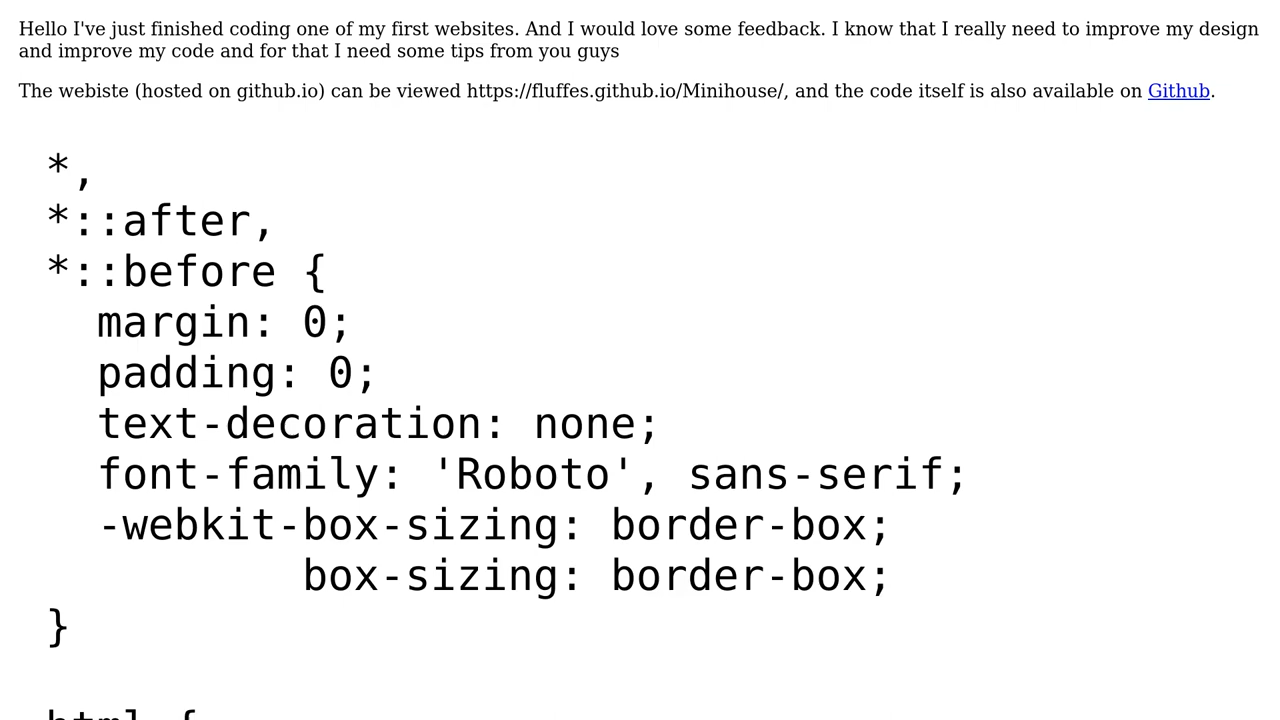 Hello I've just finished coding one of my first websites. And I would love some feedback. I know that I really need to improve my design
and improve my code and for that I need some tips from you guys
The webiste (hosted on github.io) can be viewed https://fluffes.github.io/Minihouse/, and the code itself is also available on Github.
*,
*::after,
*::before {
  margin: 0;
  padding: 0;
  text-decoration: none;
  font-family: 'Roboto', sans-serif;
  -webkit-box-sizing: border-box;
          box-sizing: border-box;
}
html {